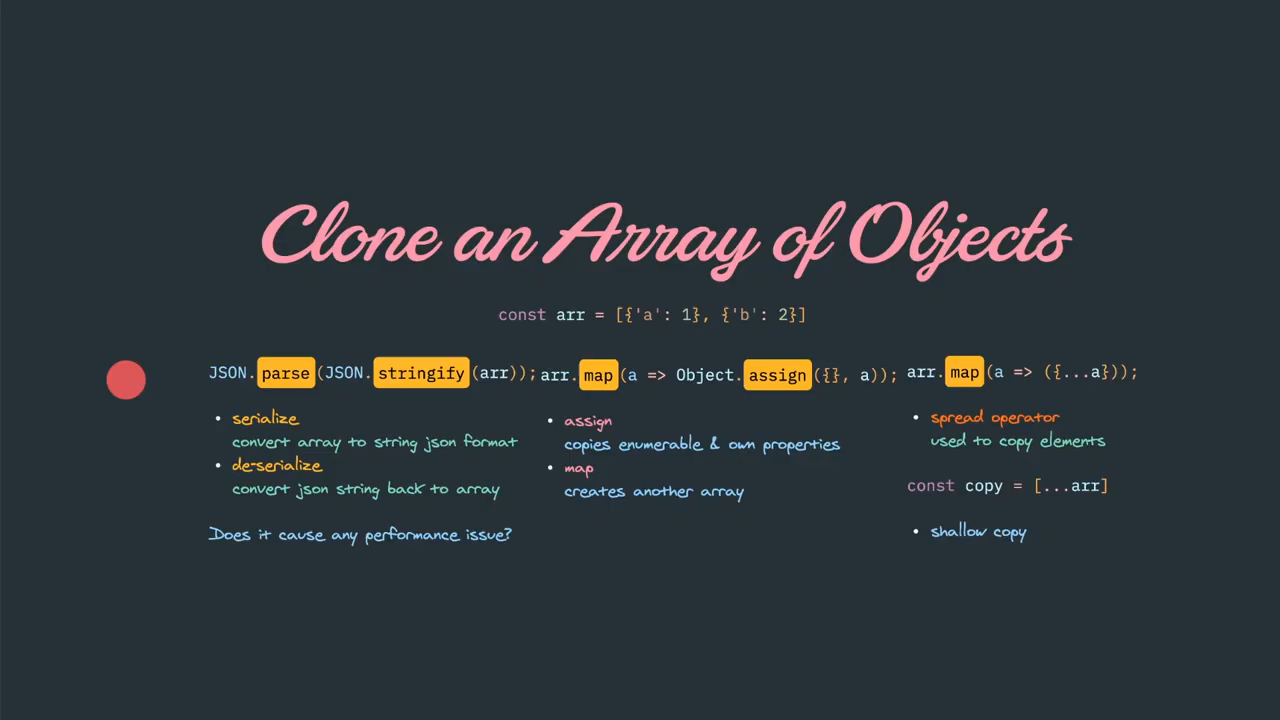 Clone an Array of Objects
const arr = [{'a': 1}, {'b': 2}]
JSON.parse(JSON.stringify(arr));
• serialize
convert array to string json format
• de-serialize
convert json string back to array
Does it cause any performance issue?
arr.map(a => Object.assign({}, a));
• assign
copies enumerable & own properties
• map
creates another array
arr.map(a => ({...a}));
• spread operator
used to copy elements
const copy = [...arr]
• shallow copy